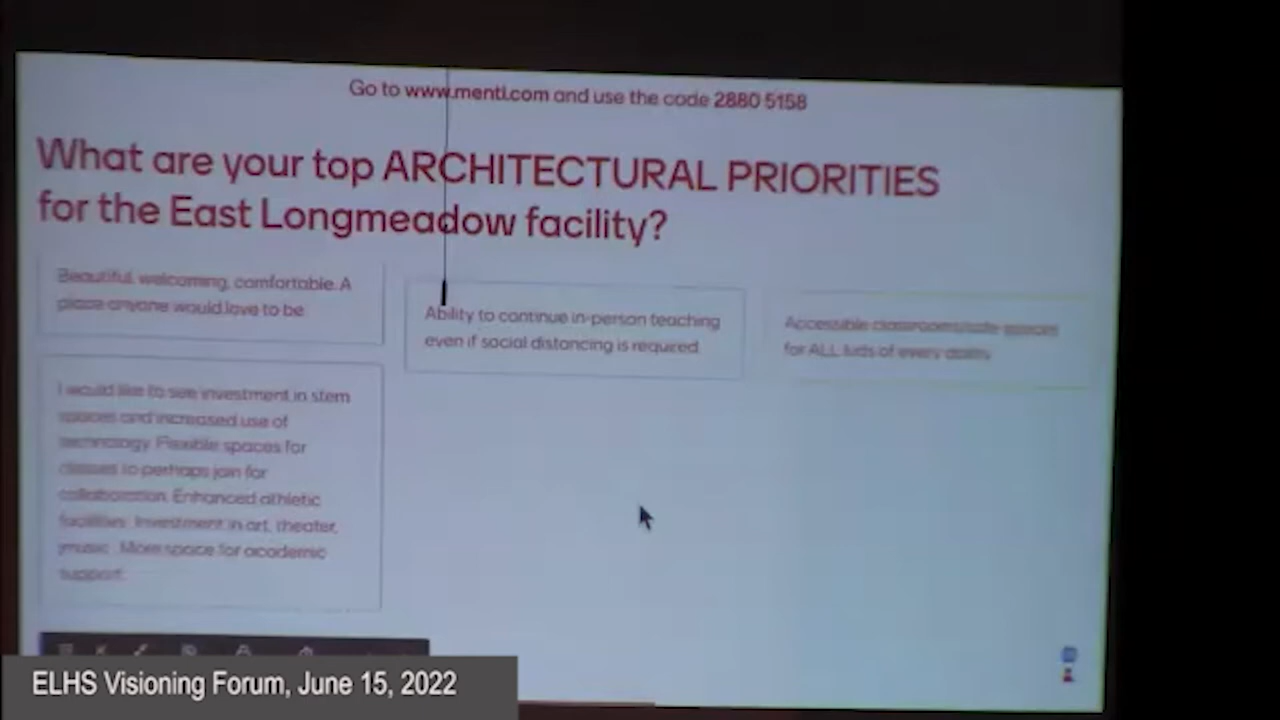 Go to www.menti.com and use the code 2880 5158
What are your top ARCHITECTURAL PRIORITIES
for the East Longmeadow facility?
Beautiful, welcoming, comfortable. A
place anyone would love to be.
Ability to continue in-person teaching
even if social distancing is required.
Accessible classrooms/safe spaces
for ALL kids of every
I would like to see investment in stem
spaces and increased use of
technology. Flexible spaces for
classes to perhaps join for
collaboration. Enhanced athletic
facilities. Investment in art, theater,
music. More space for academic
support.
ELHS Visioning Forum, June 15, 2022